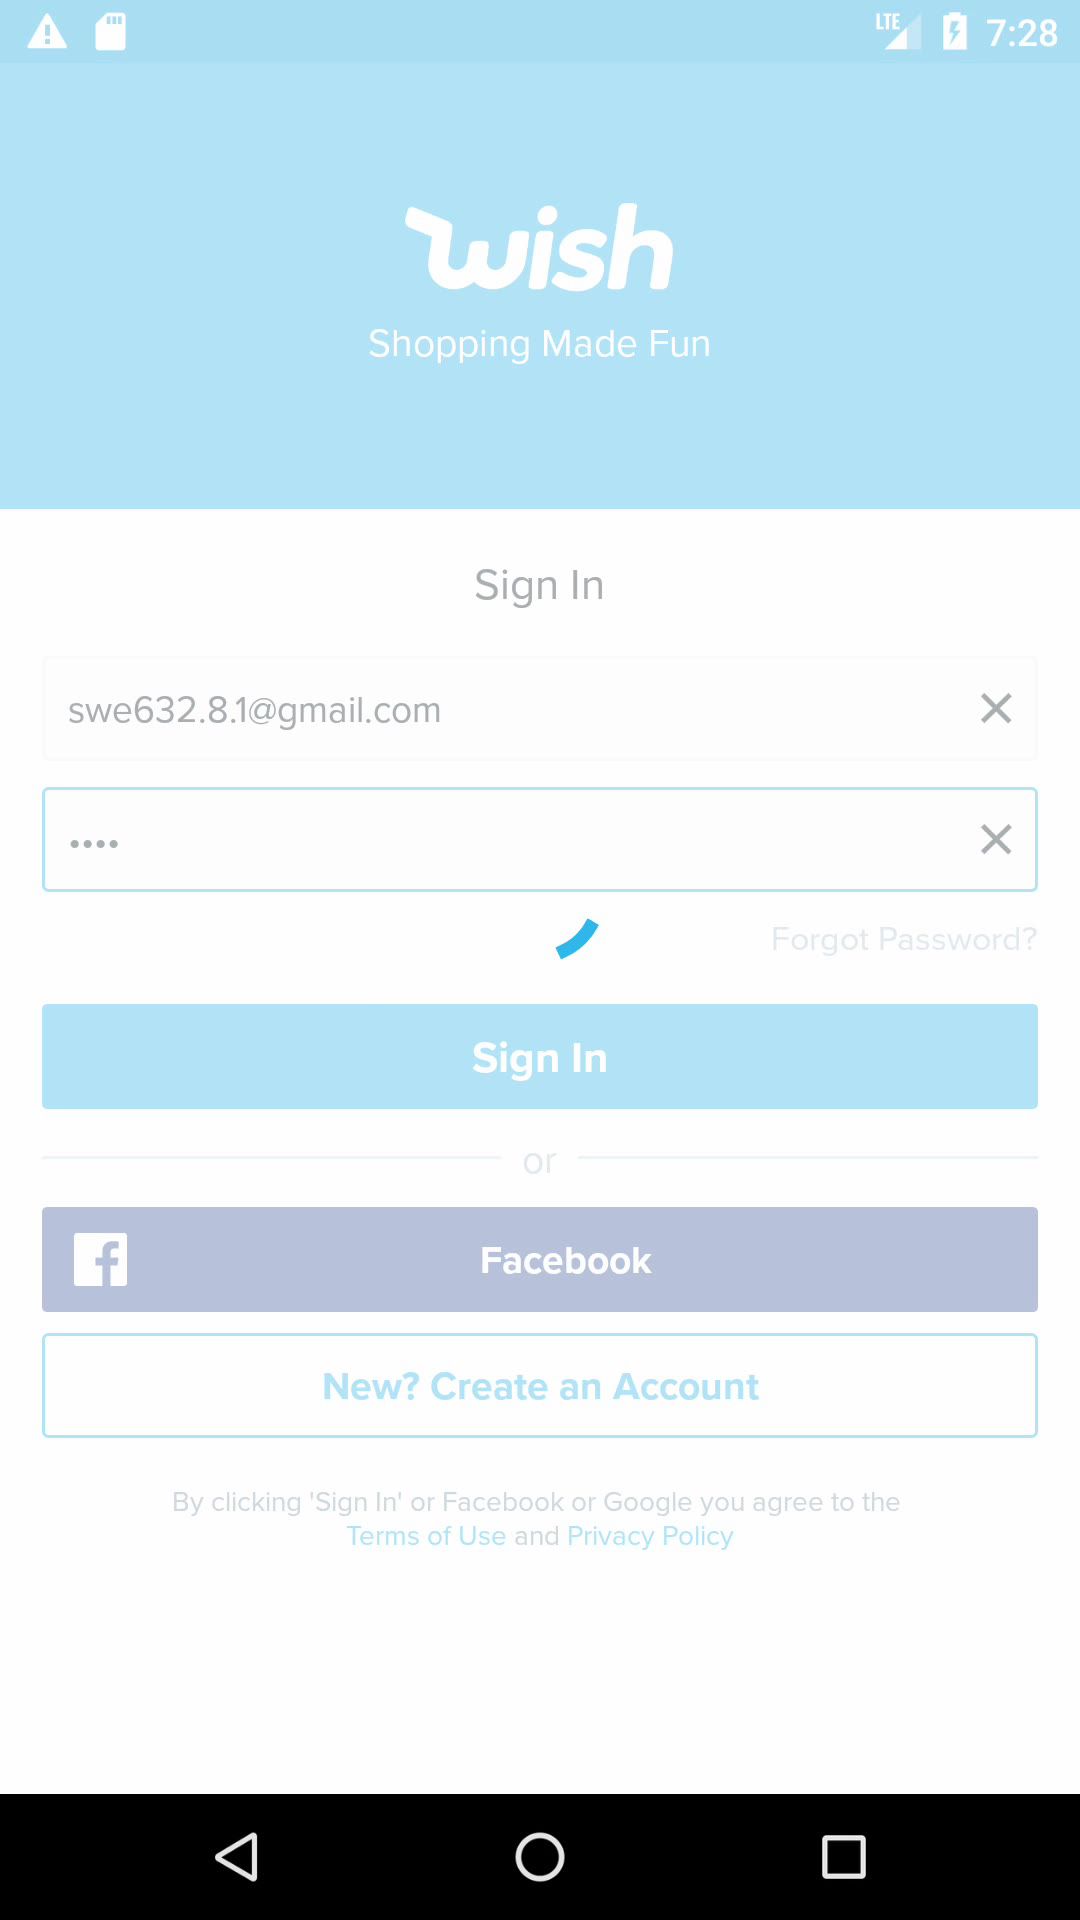 LTE 7:28
wish
Shopping Made Fun
Sign In
swe632.8.1@gmail.com
••••
Forgot Password?
Sign In
or
Facebook
New? Create an Account
By clicking 'Sign In' or Facebook or Google you agree to the
Terms of Use and Privacy Policy